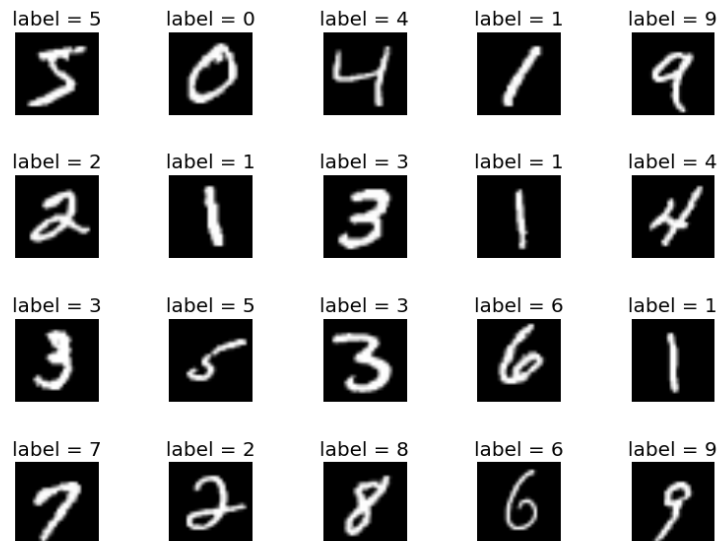 label = 5 label = 0 label = 4 label = 1 label = 9
5 0 4 1 9
label = 2 label = 1 label = 3 label = 1 label = 4
2 1 3 1 4
label = 3 label = 5 label = 3 label = 6 label = 1
3 5 3 6 1
label = 7 label = 2 label = 8 label = 6 label = 9
7 2 8 6 9